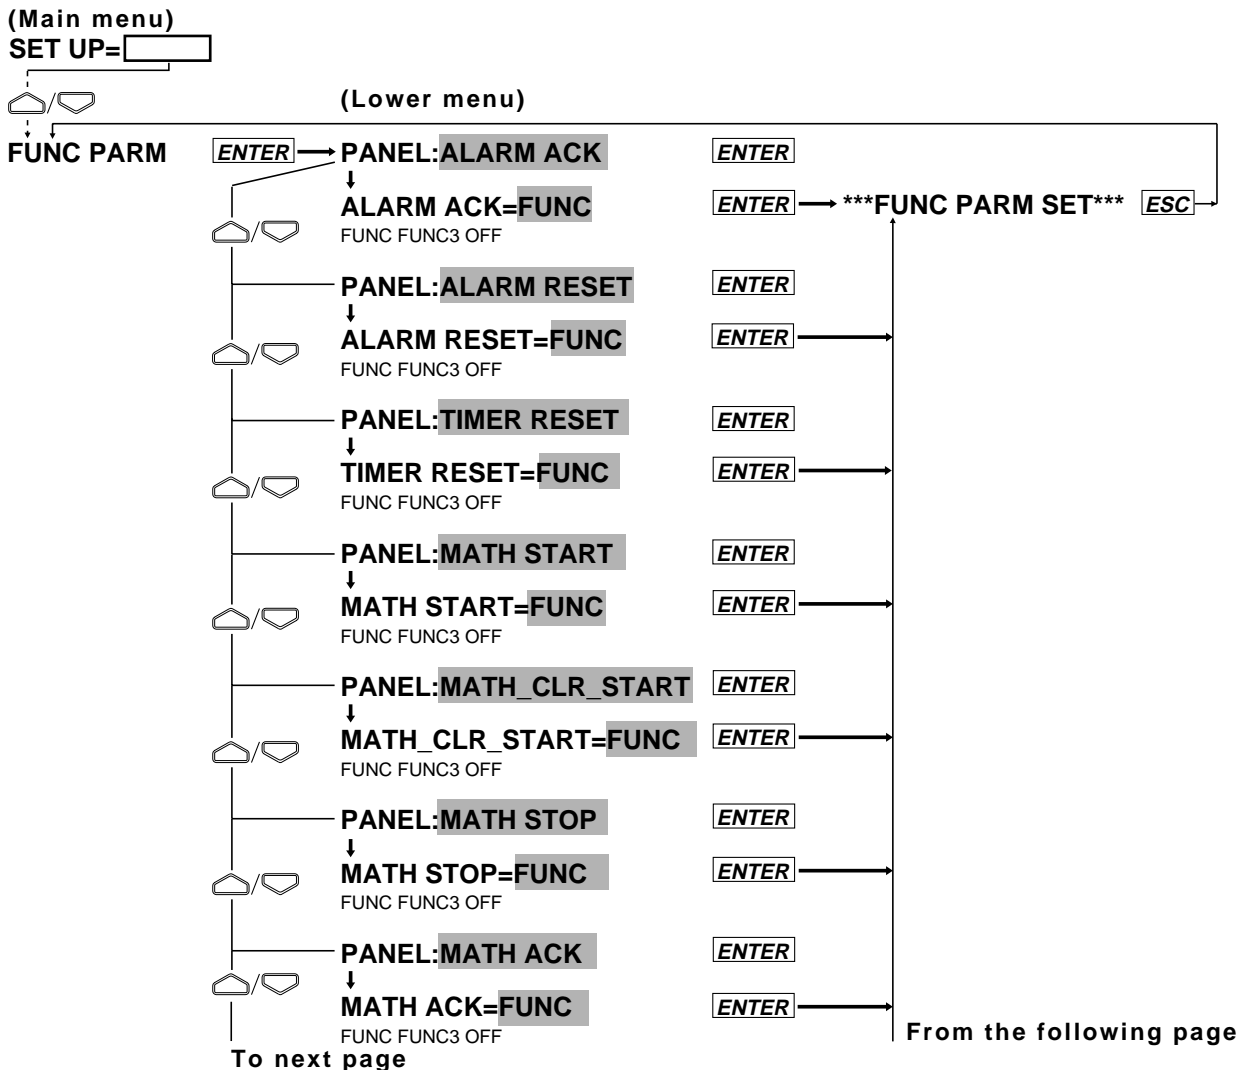 (Main menu)
SET UP=
(Lower menu)
FUNC PARM ENTER PANEL:ALARM ACK ENTER
ALARM ACK=FUNC ENTER ***FUNC PARM SET*** ESC
/
FUNC FUNC3 OFF
PANEL:ALARM RESET ENTER
ALARM RESET=FUNC ENTER
/
FUNC FUNC3 OFF
PANEL:TIMER RESET ENTER
TIMER RESET=FUNC ENTER
/
FUNC FUNC3 OFF
PANEL:MATH START ENTER
MATH START=FUNC ENTER
/
FUNC FUNC3 OFF
PANEL:MATH_CLR_START ENTER
MATH_CLR_START=FUNC ENTER
/
FUNC FUNC3 OFF
PANEL:MATH STOP ENTER
MATH STOP=FUNC ENTER
/
FUNC FUNC3 OFF
PANEL:MATH ACK ENTER
/
MATH ACK=FUNC ENTER
FUNC FUNC3 OFF
From the following page
To next page